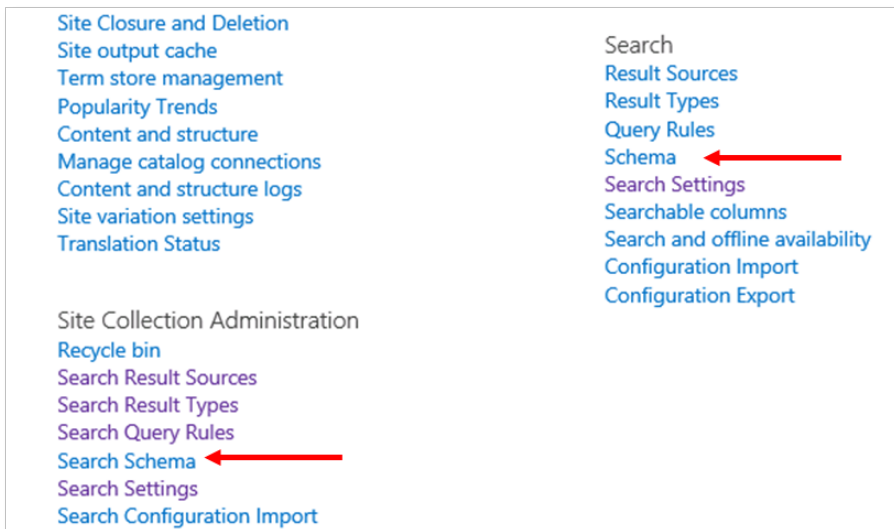 Site Closure and Deletion
Site output cache
Term store management
Popularity Trends
Content and structure
Manage catalog connections
Content and structure logs
Site variation settings
Translation Status
Site Collection Administration
Recycle bin
Search Result Sources
Search Result Types
Search Query Rules
Search Schema
Search Settings
Search Configuration Import
Search
Result Sources
Result Types
Query Rules
Schema
Search Settings
Searchable columns
Search and offline availability
Configuration Import
Configuration Export